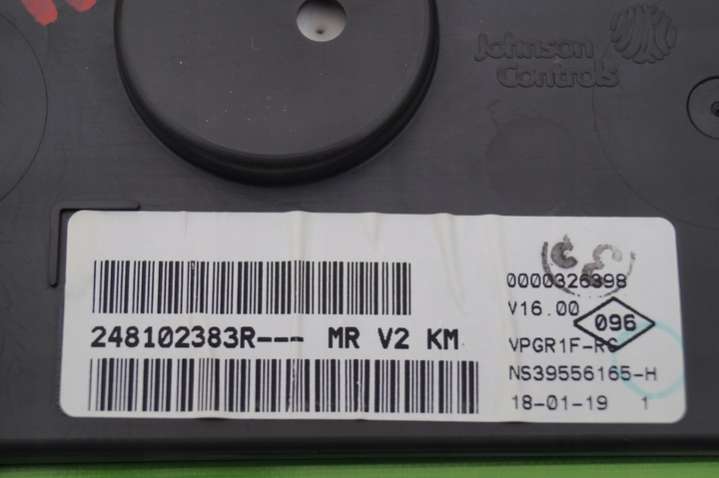 Johnson
Controls
0000326398
V16.00
096
248102383R--- MR V2 KM
VPGR1F-RC
NS39556165-H
18-01-19 1